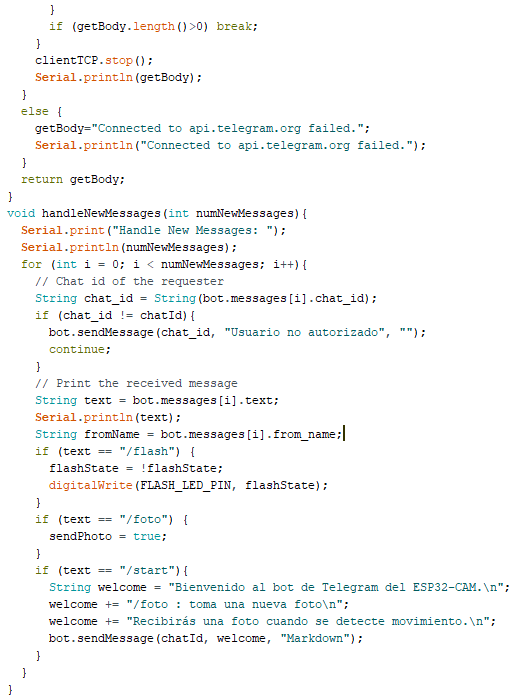 }
      if (getBody.length()>0) break;
    }
    clientTCP.stop();
    Serial.println(getBody);
  }
  else {
    getBody="Connected to api.telegram.org failed.";
    Serial.println("Connected to api.telegram.org failed.");
  }
  return getBody;
}
void handleNewMessages(int numNewMessages){
  Serial.print("Handle New Messages: ");
  Serial.println(numNewMessages);
  for (int i = 0; i < numNewMessages; i++){
    // Chat id of the requester
    String chat_id = String(bot.messages[i].chat_id);
    if (chat_id != chatId){
      bot.sendMessage(chat_id, "Usuario no autorizado", "");
      continue;
    }
    // Print the received message
    String text = bot.messages[i].text;
    Serial.println(text);
    String fromName = bot.messages[i].from_name;
    if (text == "/flash") {
      flashState = !flashState;
      digitalWrite(FLASH_LED_PIN, flashState);
    }
    if (text == "/foto") {
      sendPhoto = true;
    }
    if (text == "/start"){
      String welcome = "Bienvenido al bot de Telegram del ESP32-CAM.\n";
      welcome += "/foto : toma una nueva foto\n";
      welcome += "Recibirás una foto cuando se detecte movimiento.\n";
      bot.sendMessage(chatId, welcome, "Markdown");
    }
  }
}